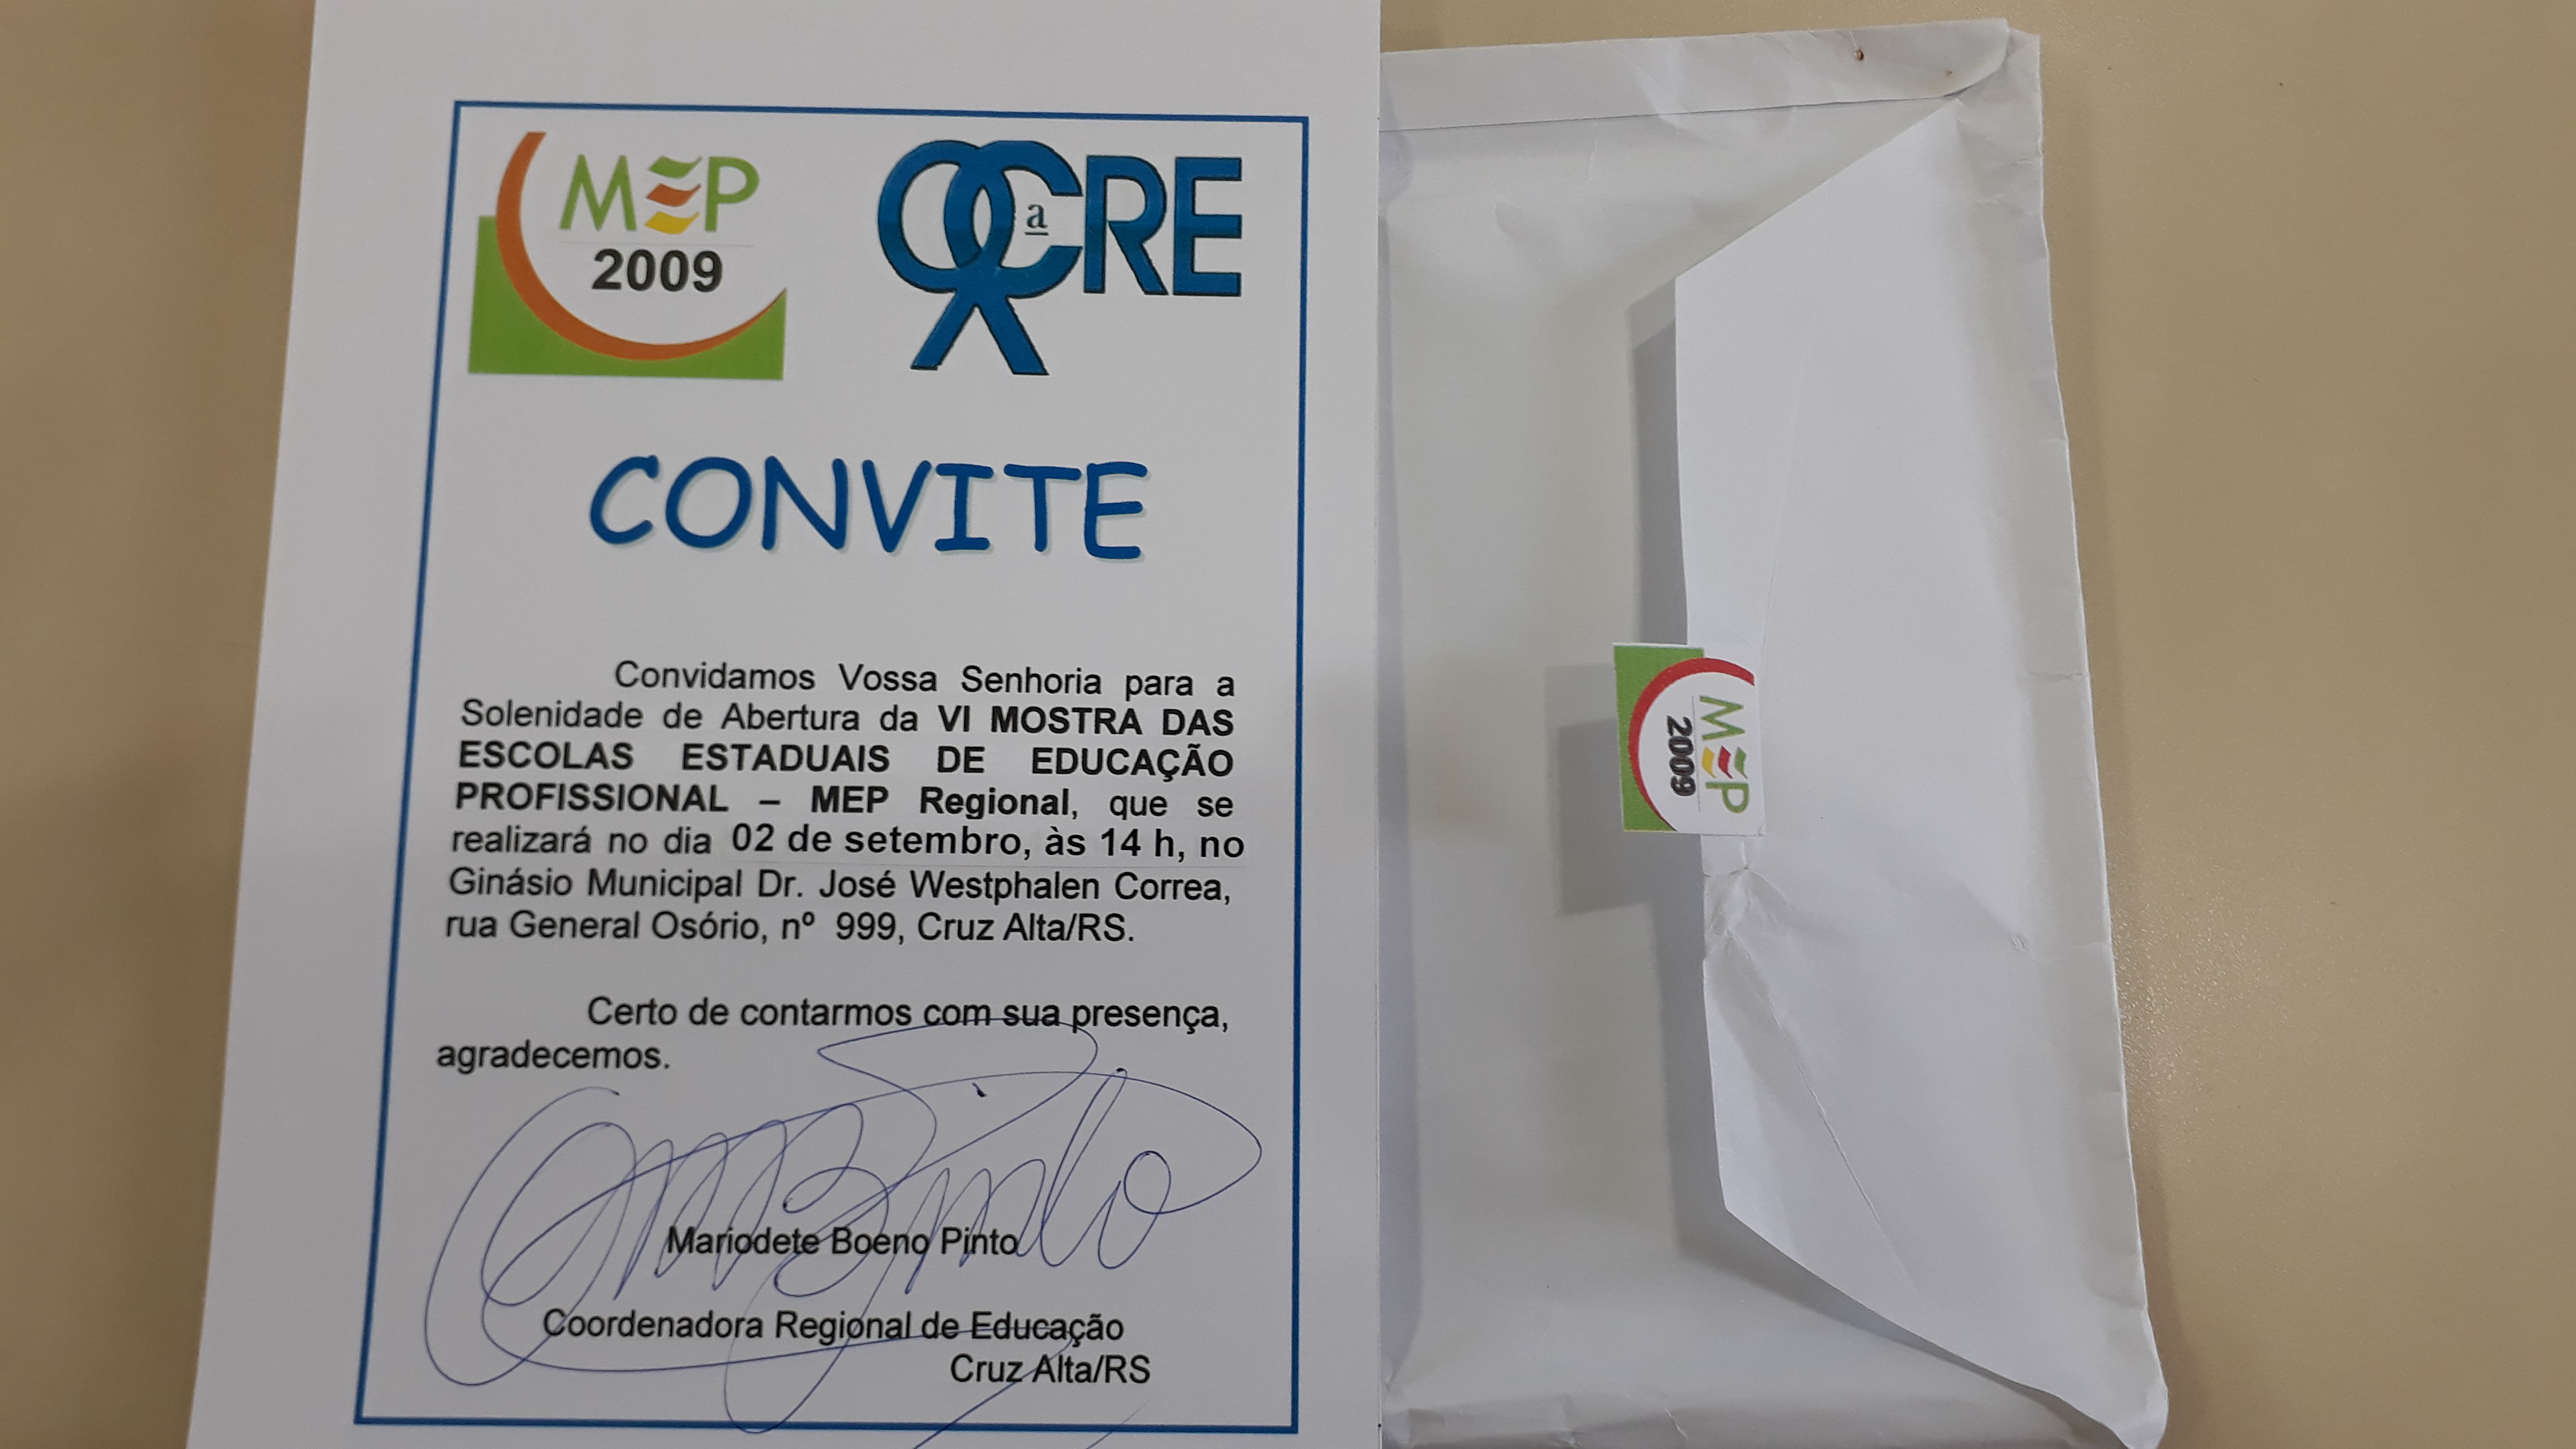 MEP
2009
9ª CRE
CONVITE
Convidamos Vossa Senhoria para a
Solenidade de Abertura da VI MOSTRA DAS
ESCOLAS ESTADUAIS DE EDUCAÇÃO
PROFISSIONAL – MEP Regional, que se
realizará no dia 02 de setembro, às 14 h, no
Ginásio Municipal Dr. José Westphalen Correa,
rua General Osório, nº 999, Cruz Alta/RS.
Certo de contarmos com sua presença,
agradecemos.
Mariodete Boeno Pinto
Coordenadora Regional de Educação
Cruz Alta/RS
MEP
2009